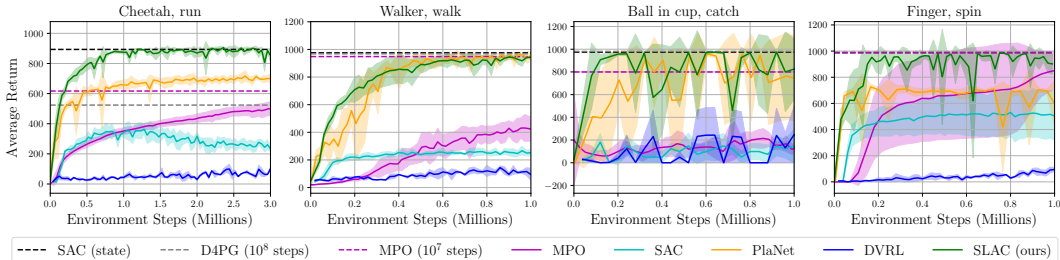 Cheetah, run
Walker, walk
Ball in cup, catch
Finger, spin
Average Return
0
200
400
600
800
1000
0.0 0.5 1.0 1.5 2.0 2.5 3.0
Environment Steps (Millions)
0
200
400
600
800
1000
1200
0.0 0.2 0.4 0.6 0.8 1.0
Environment Steps (Millions)
−200
0
200
400
600
800
1000
1200
0.0 0.2 0.4 0.6 0.8 1.0
Environment Steps (Millions)
0
200
400
600
800
1000
1200
0.0 0.2 0.4 0.6 0.8 1.0
Environment Steps (Millions)
SAC (state) D4PG (10⁸ steps) MPO (10⁷ steps) MPO SAC PlaNet DVRL SLAC (ours)